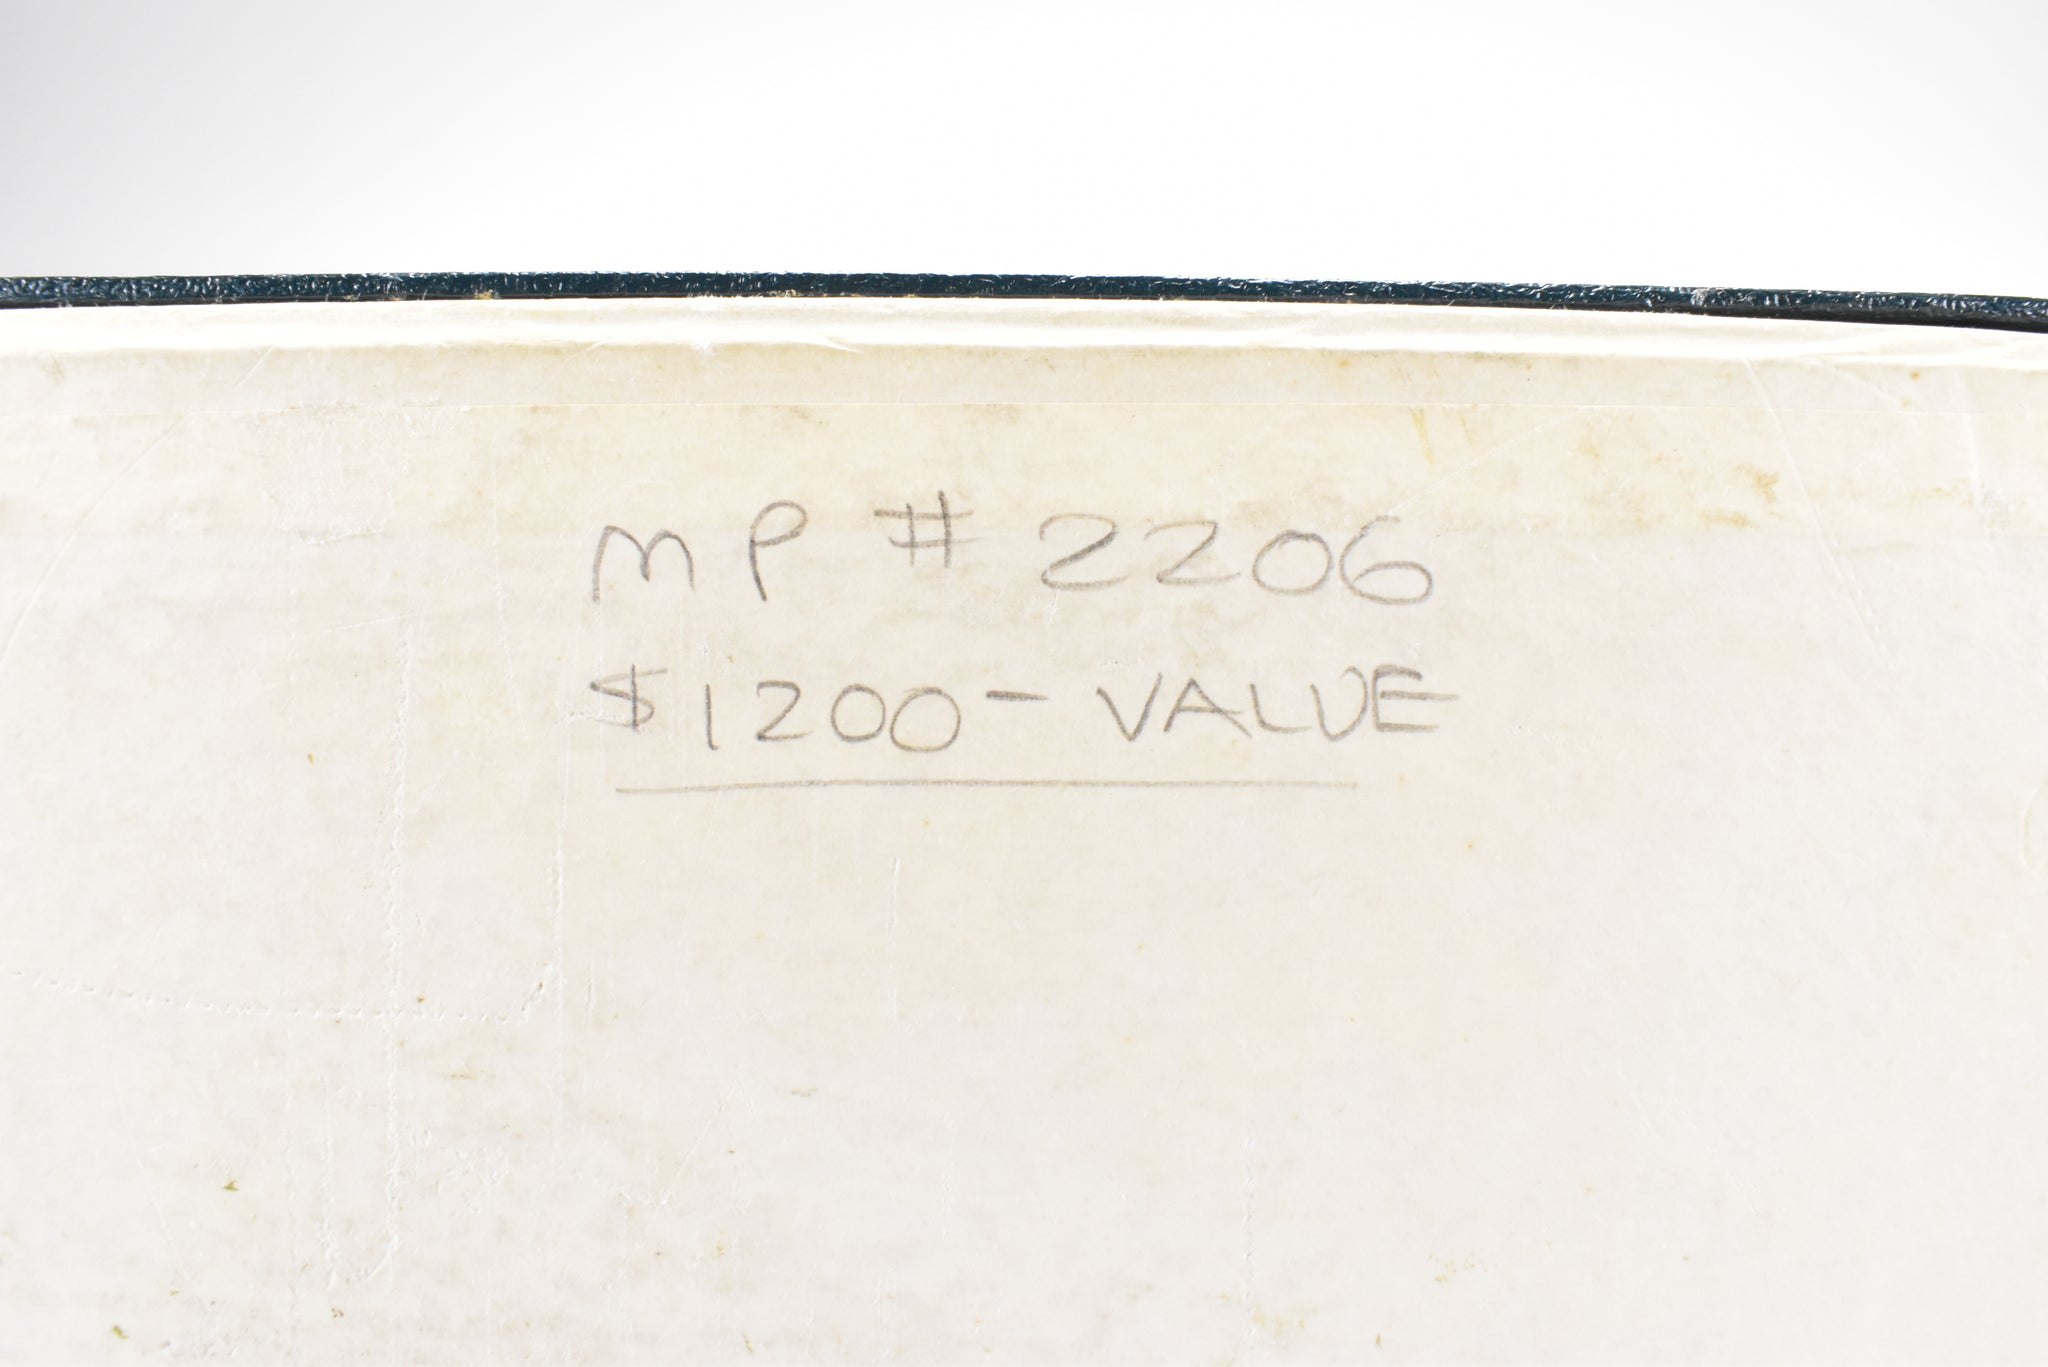 MP # 2206
$1200- VALUE